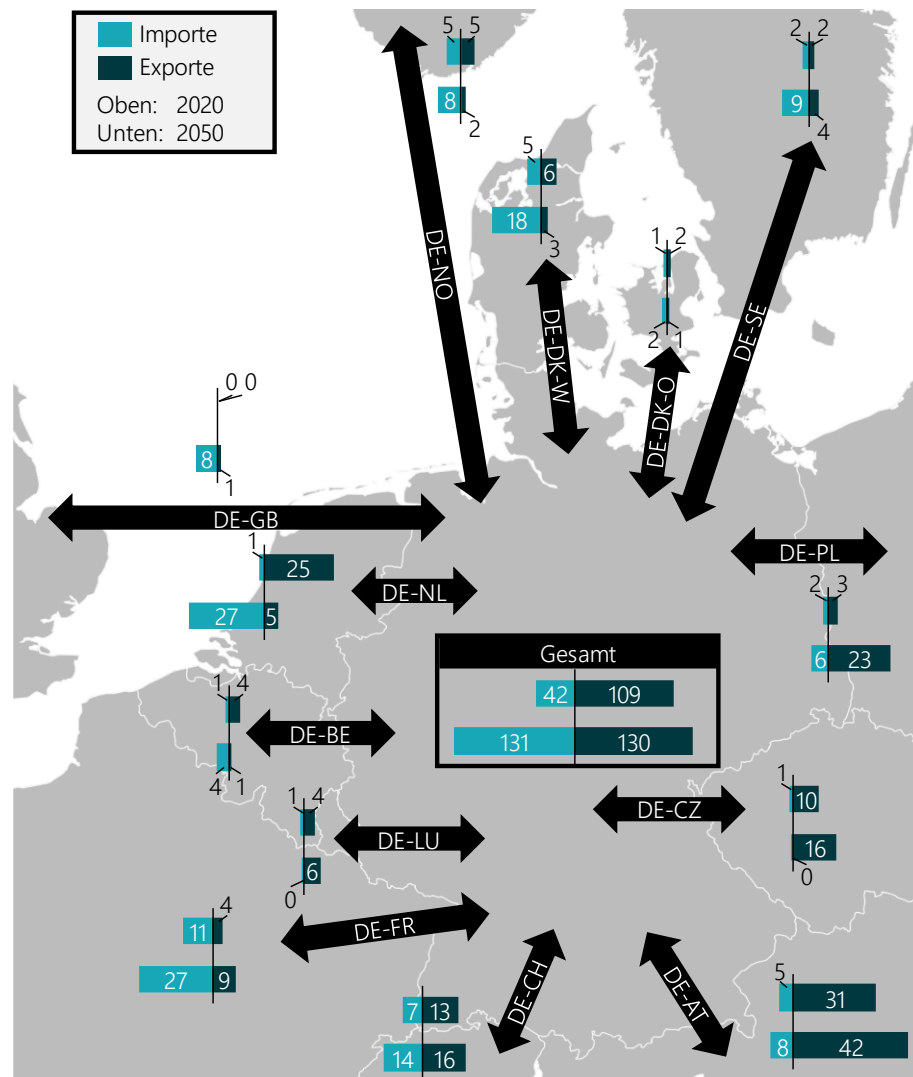 Importe
Exporte
Oben: 2020
Unten: 2050
5 5
8
2
2 2
9
4
5
6
18
3
1 2
2 1
DE-NO
DE-DK-W
DE-DK-O
DE-SE
0 0
8
1
DE-GB
1
25
27 5
DE-NL
DE-PL
2 3
6 23
Gesamt
42 109
131 130
1 4
4 1
DE-BE
1 4
6
0
DE-LU
DE-CZ
1
10
16
0
4
11
27 9
DE-FR
DE-CH
7 13
14 16
DE-AT
5
31
8 42